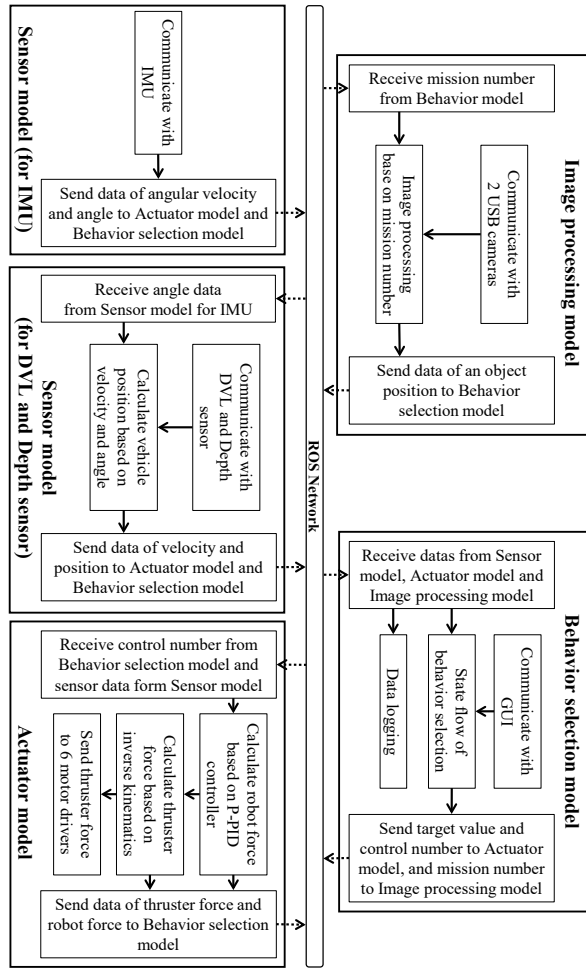 Image processing model
Receive mission number
from Behavior model
Communicate with
2 USB cameras
Image processing
base on mission number
Send data of an object
position to Behavior
selection model
Behavior selection model
Receive datas from Sensor
model, Actuator model and
Image processing model
Communicate with
GUI
State flow of
behavior selection
Data logging
Send target value and
control number to Actuator
model, and mission number
to Image processing model
ROS Network
Communicate with
IMU
Send data of angular velocity
and angle to Actuator model and
Behavior selection model
Sensor model (for IMU)
Receive angle data
from Sensor model for IMU
Communicate with
DVL and Depth
sensor
Calculate vehicle
position based on
velocity and angle
Send data of velocity and
position to Actuator model and
Behavior selection model
Sensor model
(for DVL and Depth sensor)
Receive control number from
Behavior selection model and
sensor data form Sensor model
Calculate robot force
based on P-PID
controller
Calculate thruster
force based on
inverse kinematics
Send thruster force
to 6 motor drivers
Send data of thruster force and
robot force to Behavior selection
model
Actuator model